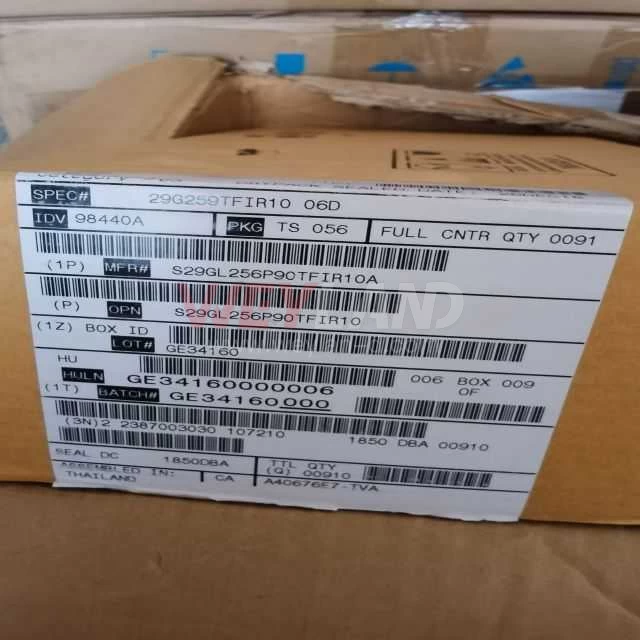 SPEC# 29G259TFIR10 06D
IDV 98440A PKG TS 056 FULL CNTR QTY 0091
(1P) MFR# S29GL256P90TFIR10A
(P) OPN S29GL256P90TFIR10
(1Z) BOX ID
LOT# GE34160
HU
HULN GE34160000006 006 BOX 009
OF
(1T) BATCH# GE34160.000
(3N)2 2387003030 107210 1850 DBA 00910
SEAL DC 1850DBA TTL QTY
(Q) 00910
ASSEMBLED IN:
THAILAND CA A40676E7-TVA